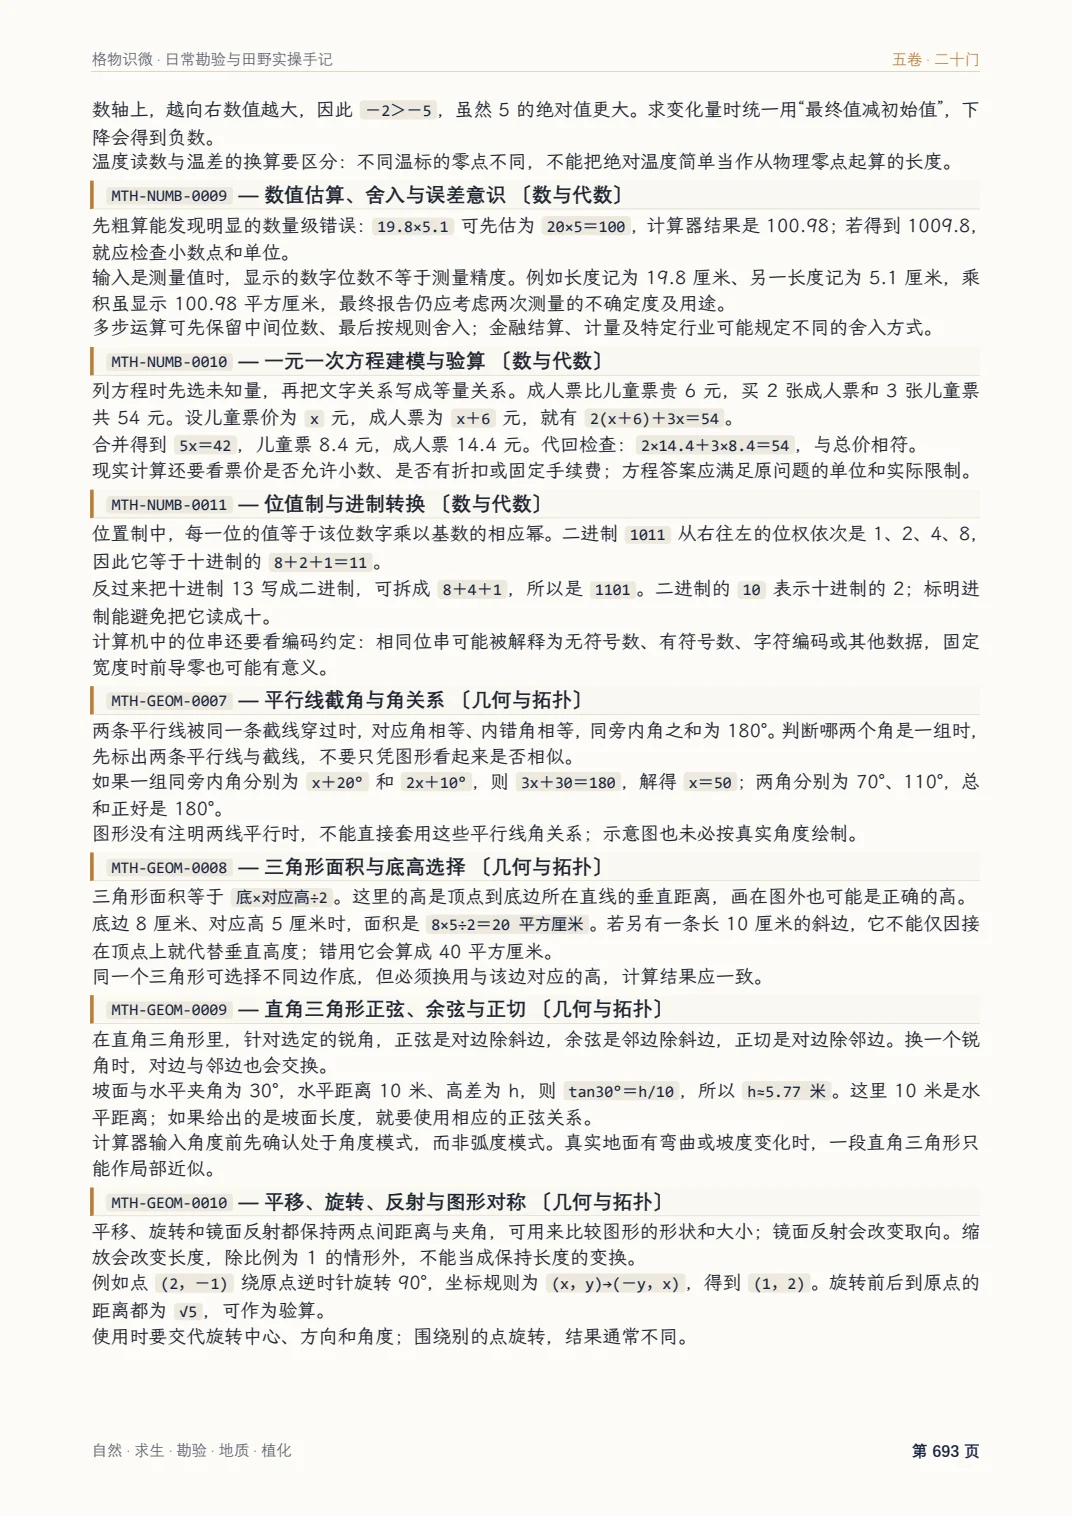 格物识微 · 日常勘验与田野实操手记
五卷 · 二十门
数轴上，越向右数值越大，因此 −2＞−5，虽然 5 的绝对值更大。求变化量时统一用“最终值减初始值”，下
降会得到负数。
温度读数与温差的换算要区分：不同温标的零点不同，不能把绝对温度简单当作从物理零点起算的长度。
MTH-NUMB-0009 — 数值估算、舍入与误差意识 〔数与代数〕
先粗算能发现明显的数量级错误：19.8×5.1 可先估为 20×5＝100，计算器结果是 100.98；若得到 1009.8，
就应检查小数点和单位。
输入是测量值时，显示的数字位数不等于测量精度。例如长度记为 19.8 厘米、另一长度记为 5.1 厘米，乘
积虽显示 100.98 平方厘米，最终报告仍应考虑两次测量的不确定度及用途。
多步运算可先保留中间位数、最后按规则舍入；金融结算、计量及特定行业可能规定不同的舍入方式。
MTH-NUMB-0010 — 一元一次方程建模与验算 〔数与代数〕
列方程时先选未知量，再把文字关系写成等量关系。成人票比儿童票贵 6 元，买 2 张成人票和 3 张儿童票
共 54 元。设儿童票价为 x 元，成人票为 x＋6 元，就有 2(x＋6)＋3x＝54。
合并得到 5x＝42，儿童票 8.4 元，成人票 14.4 元。代回检查：2×14.4＋3×8.4＝54，与总价相符。
现实计算还要看票价是否允许小数、是否有折扣或固定手续费；方程答案应满足原问题的单位和实际限制。
MTH-NUMB-0011 — 位值制与进制转换 〔数与代数〕
位置制中，每一位的值等于该位数字乘以基数的相应幂。二进制 1011 从右往左的位权依次是 1、2、4、8，
因此它等于十进制的 8＋2＋1＝11。
反过来把十进制 13 写成二进制，可拆成 8＋4＋1，所以是 1101。二进制的 10 表示十进制的 2；标明进
制能避免把它读成十。
计算机中的位串还要看编码约定：相同位串可能被解释为无符号数、有符号数、字符编码或其他数据，固定
宽度时前导零也可能有意义。
MTH-GEOM-0007 — 平行线截角与角关系 〔几何与拓扑〕
两条平行线被同一条截线穿过时，对应角相等、内错角相等，同旁内角之和为 180°。判断哪两个角是一组时，
先标出两条平行线与截线，不要只凭图形看起来是否相似。
如果一组同旁内角分别为 x＋20° 和 2x＋10°，则 3x＋30＝180，解得 x＝50；两角分别为 70°、110°，总
和正好是 180°。
图形没有注明两线平行时，不能直接套用这些平行线角关系；示意图也未必按真实角度绘制。
MTH-GEOM-0008 — 三角形面积与底高选择 〔几何与拓扑〕
三角形面积等于 底×对应高÷2。这里的高是顶点到底边所在直线的垂直距离，画在图外也可能是正确的高。
底边 8 厘米、对应高 5 厘米时，面积是 8×5÷2＝20 平方厘米。若另有一条长 10 厘米的斜边，它不能仅因接
在顶点上就代替垂直高度；错用它会算成 40 平方厘米。
同一个三角形可选择不同边作底，但必须换用与该边对应的高，计算结果应一致。
MTH-GEOM-0009 — 直角三角形正弦、余弦与正切 〔几何与拓扑〕
在直角三角形里，针对选定的锐角，正弦是对边除斜边，余弦是邻边除斜边，正切是对边除邻边。换一个锐
角时，对边与邻边也会交换。
坡面与水平夹角为 30°，水平距离 10 米、高差为 h，则 tan30°＝h/10，所以 h≈5.77 米。这里 10 米是水
平距离；如果给出的是坡面长度，就要使用相应的正弦关系。
计算器输入角度前先确认处于角度模式，而非弧度模式。真实地面有弯曲或坡度变化时，一段直角三角形只
能作局部近似。
MTH-GEOM-0010 — 平移、旋转、反射与图形对称 〔几何与拓扑〕
平移、旋转和镜面反射都保持两点间距离与夹角，可用来比较图形的形状和大小；镜面反射会改变取向。缩
放会改变长度，除比例为 1 的情形外，不能当成保持长度的变换。
例如点 (2，−1) 绕原点逆时针旋转 90°，坐标规则为 (x，y)→(−y，x)，得到 (1，2)。旋转前后到原点的
距离都为 √5，可作为验算。
使用时要交代旋转中心、方向和角度；围绕别的点旋转，结果通常不同。
自然 · 求生 · 勘验 · 地质 · 植化
第 693 页